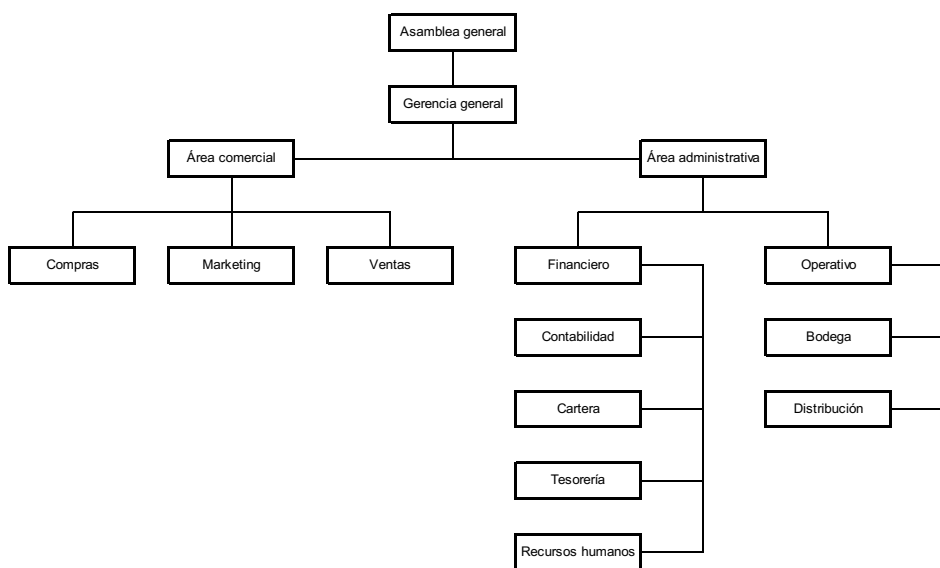 Asamblea general
Gerencia general
Área comercial
Área administrativa
Compras
Marketing
Ventas
Financiero
Operativo
Contabilidad
Bodega
Cartera
Distribución
Tesorería
Recursos humanos